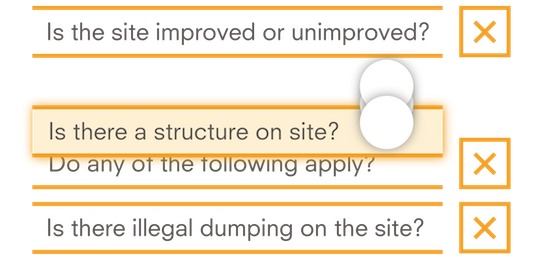 Is the site improved or unimproved?
Is there a structure on site?
Do any of the following apply?
Is there illegal dumping on the site?